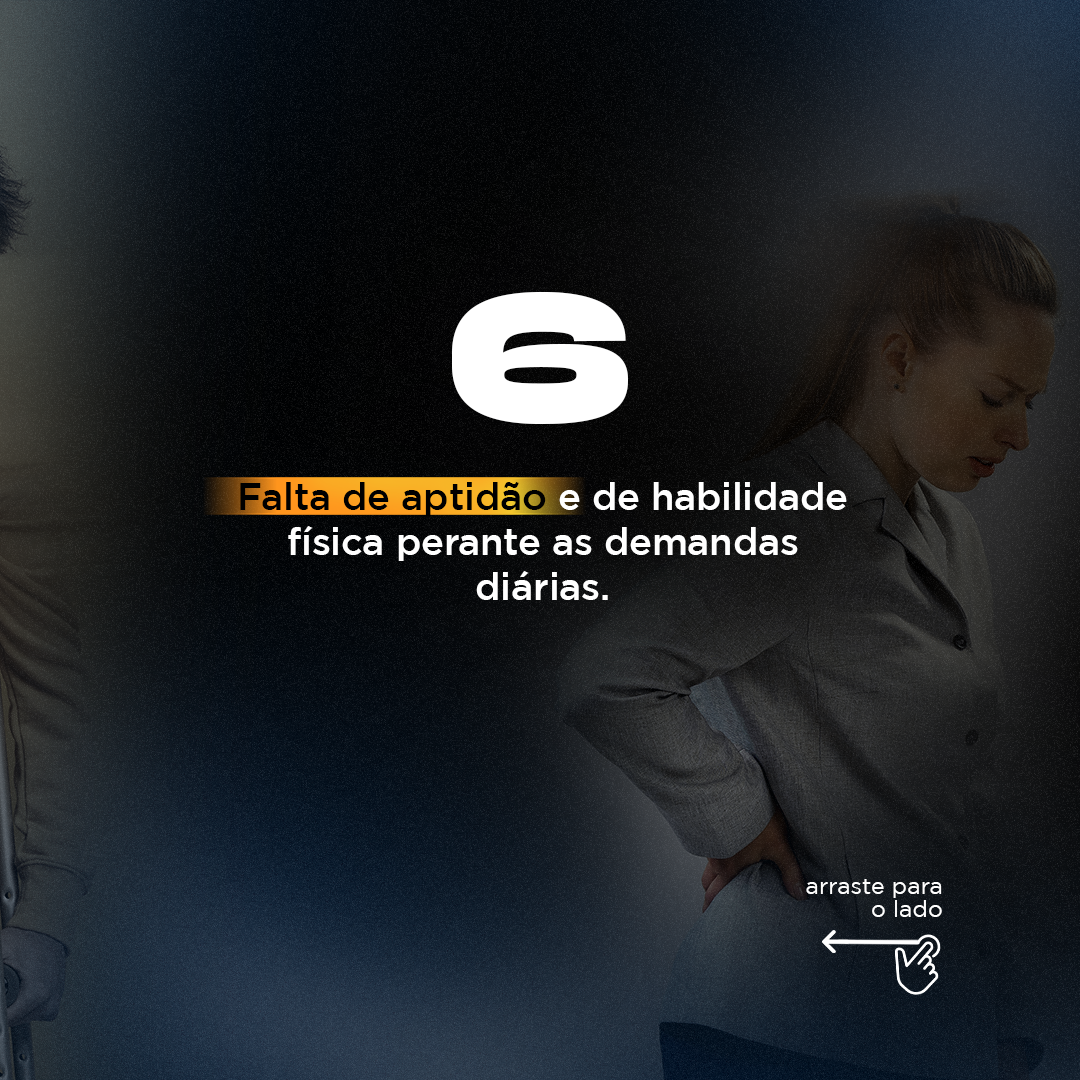 6
Falta de aptidão e de habilidade
física perante as demandas
diárias.
arraste para
o lado